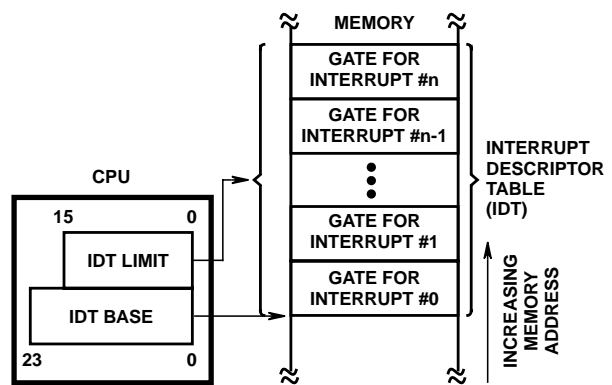 MEMORY
GATE FOR
INTERRUPT #n
GATE FOR
INTERRUPT #n-1
INTERRUPT
DESCRIPTOR
TABLE
(IDT)
CPU
15 0
IDT LIMIT
GATE FOR
INTERRUPT #1
IDT BASE
GATE FOR
INTERRUPT #0
23 0
INCREASING
MEMORY
ADDRESS